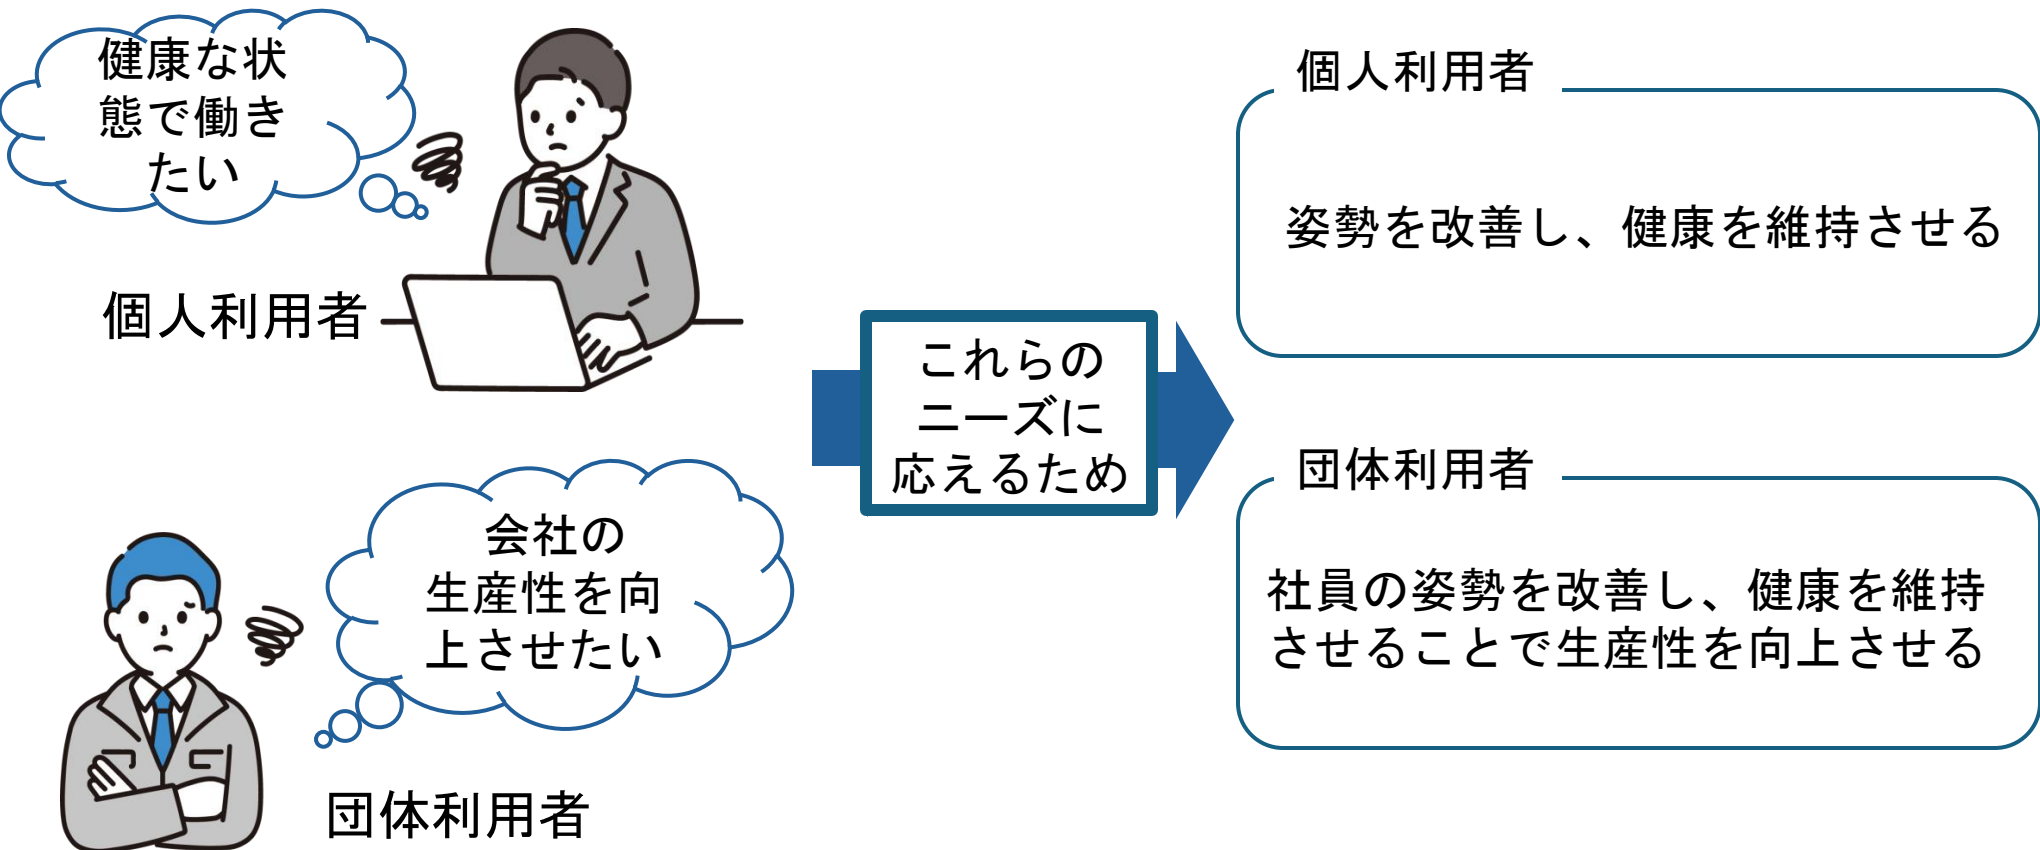 健康な状
態で働き
たい
個人利用者
会社の
生産性を向
上させたい
団体利用者
これらの
ニーズに
応えるため
個人利用者
姿勢を改善し、健康を維持させる
団体利用者
社員の姿勢を改善し、健康を維持
させることで生産性を向上させる